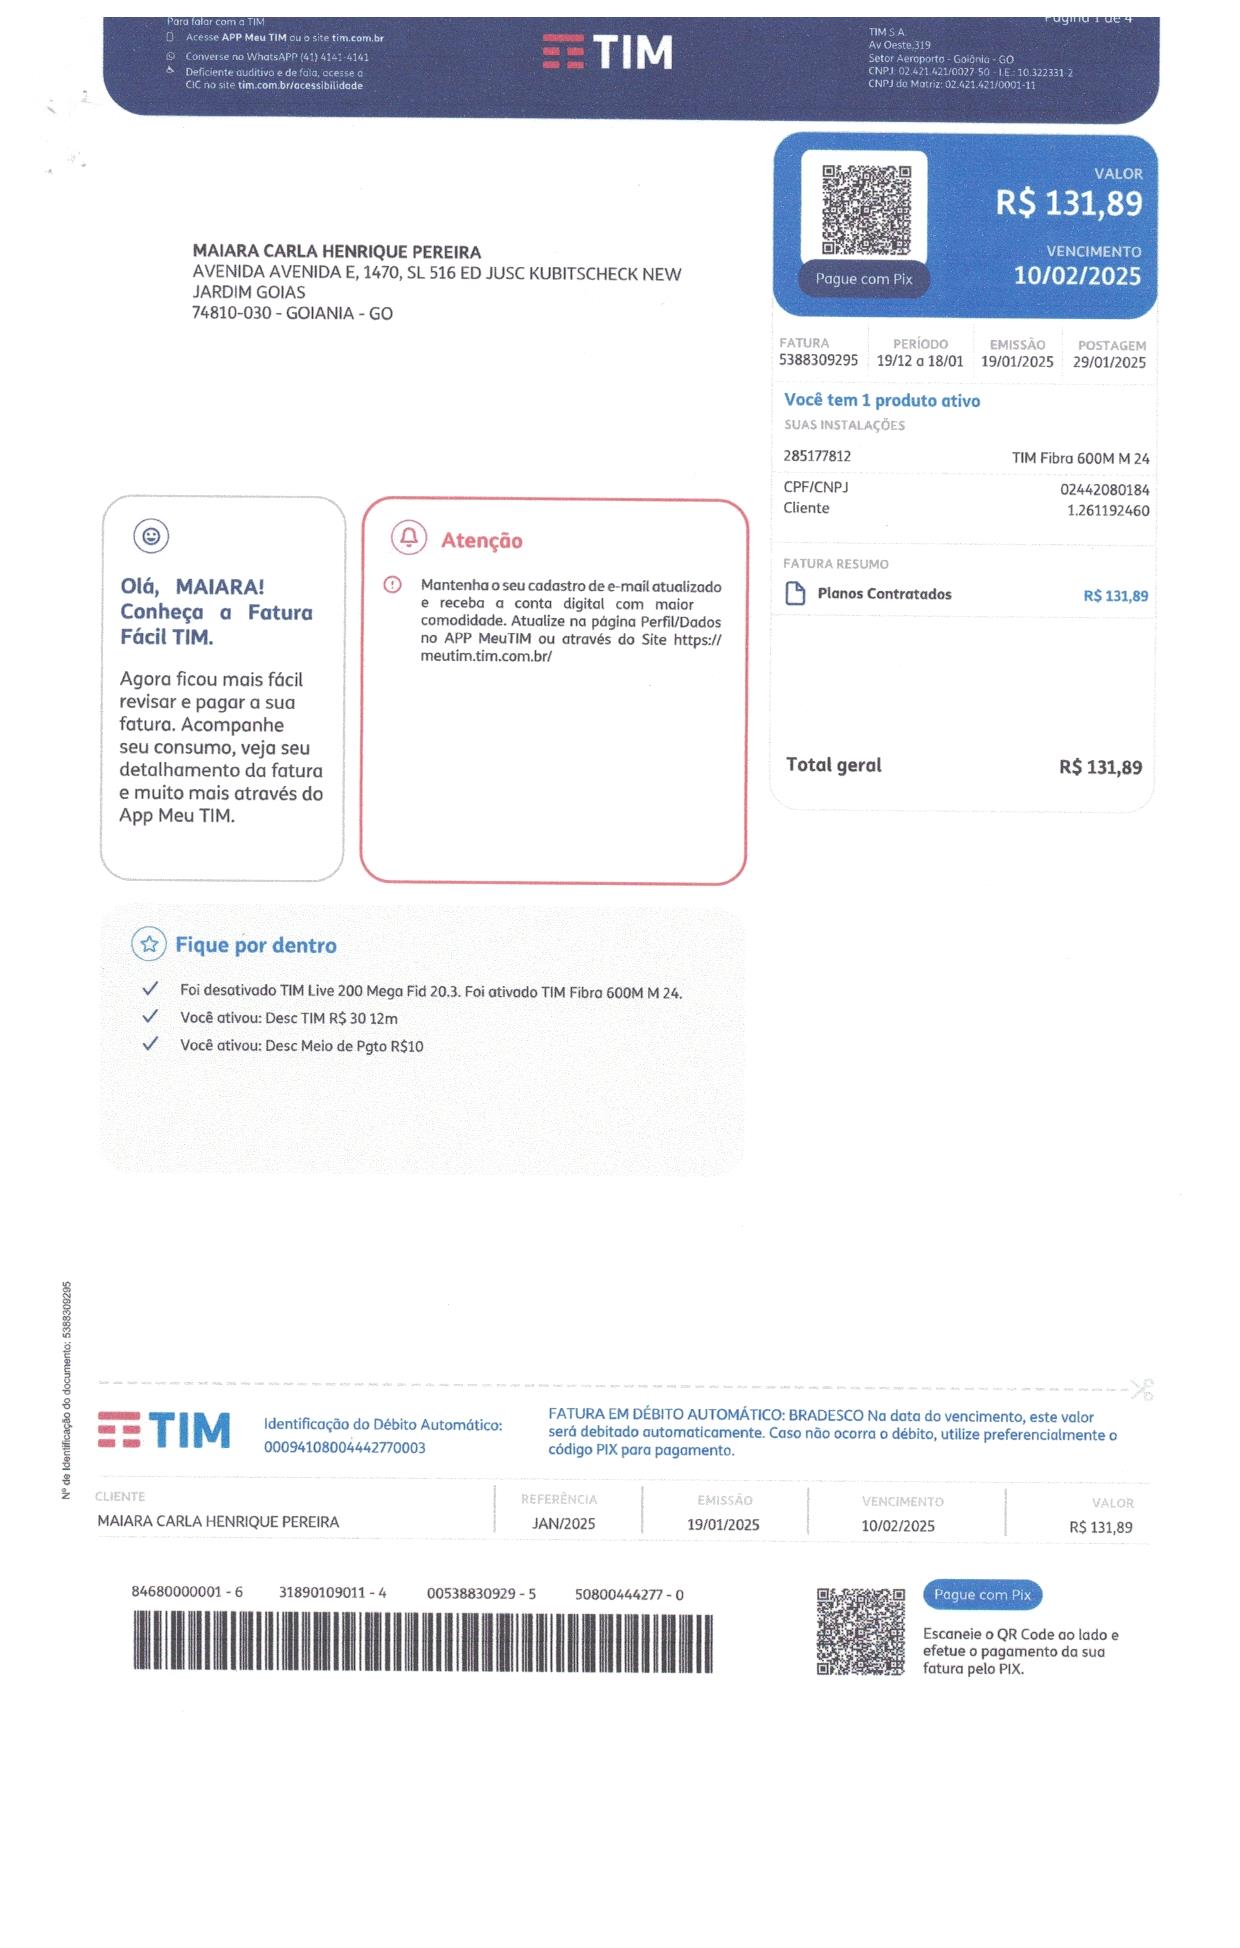 Para falar com a TIM
Acesse APP Meu TIM ou o site tim.com.br
Converse no WhatsAPP (41) 4141-4141
Deficiente auditivo e de fala, acesse a
CIC no site tim.com.br/acessibilidade
TIM
Página 1 de 4
TIM S.A.
Av Oeste,319
Setor Aeroporto - Goiânia - GO
CNPJ: 02.421.421/0027-50 - I.E.: 10.322331-2
CNPJ da Matriz: 02.421.421/0001-11
VALOR
R$ 131,89
VENCIMENTO
10/02/2025
Pague com Pix
MAIARA CARLA HENRIQUE PEREIRA
AVENIDA AVENIDA E, 1470, SL 516 ED JUSC KUBITSCHECK NEW
JARDIM GOIAS
74810-030 - GOIANIA - GO
FATURA PERÍODO EMISSÃO POSTAGEM
5388309295 19/12 a 18/01 19/01/2025 29/01/2025
Você tem 1 produto ativo
SUAS INSTALAÇÕES
285177812 TIM Fibra 600M M 24
CPF/CNPJ 02442080184
Cliente 1.261192460
FATURA RESUMO
Planos Contratados R$ 131,89
Total geral R$ 131,89
Olá, MAIARA!
Conheça a Fatura
Fácil TIM.
Agora ficou mais fácil
revisar e pagar a sua
fatura. Acompanhe
seu consumo, veja seu
detalhamento da fatura
e muito mais através do
App Meu TIM.
Atenção
Mantenha o seu cadastro de e-mail atualizado
e receba a conta digital com maior
comodidade. Atualize na página Perfil/Dados
no APP MeuTIM ou através do Site https://
meutim.tim.com.br/
Fique por dentro
Foi desativado TIM Live 200 Mega Fid 20.3. Foi ativado TIM Fibra 600M M 24.
Você ativou: Desc TIM R$ 30 12m
Você ativou: Desc Meio de Pgto R$10
Nº de Identificação do documento: 5388309295
TIM
Identificação do Débito Automático:
00094108004442770003
FATURA EM DÉBITO AUTOMÁTICO: BRADESCO Na data do vencimento, este valor
será debitado automaticamente. Caso não ocorra o débito, utilize preferencialmente o
código PIX para pagamento.
CLIENTE REFERÊNCIA EMISSÃO VENCIMENTO VALOR
MAIARA CARLA HENRIQUE PEREIRA JAN/2025 19/01/2025 10/02/2025 R$ 131,89
84680000001 - 6 31890109011 - 4 00538830929 - 5 50800444277 - 0
Pague com Pix
Escaneie o QR Code ao lado e
efetue o pagamento da sua
fatura pelo PIX.